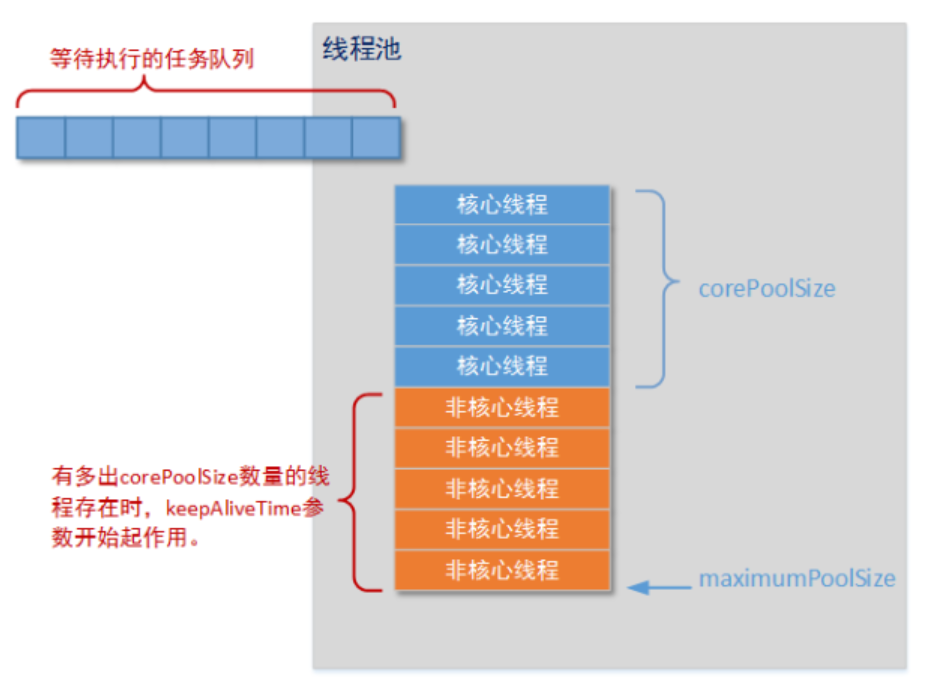 等待执行的任务队列
线程池
核心线程
核心线程
核心线程
核心线程
核心线程
corePoolSize
非核心线程
非核心线程
非核心线程
非核心线程
非核心线程
有多出corePoolSize数量的线
程存在时，keepAliveTime参
数开始起作用。
maximumPoolSize